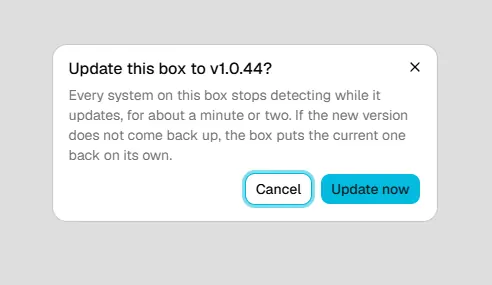 Update this box to v1.0.44?
Every system on this box stops detecting while it
updates, for about a minute or two. If the new version
does not come back up, the box puts the current one
back on its own.
Cancel
Update now